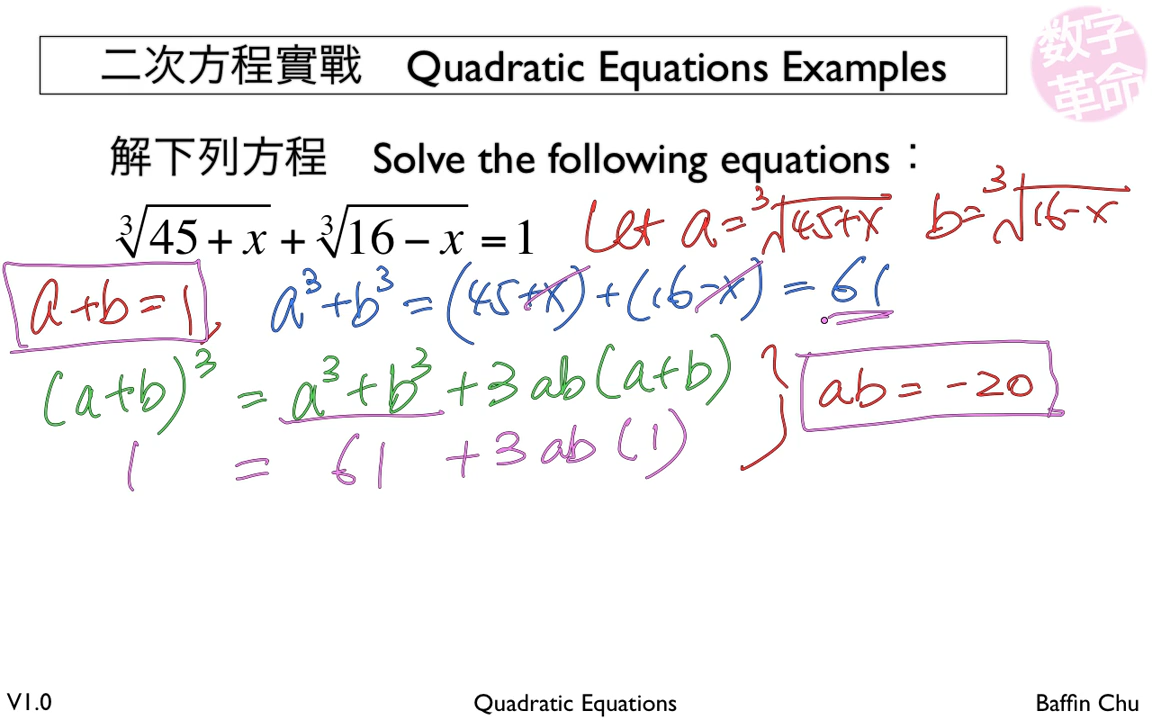 二次方程實戰 Quadratic Equations Examples
数字
革命
解下列方程 Solve the following equations：
∛(45 + x) + ∛(16 − x) = 1 Let a = ∛(45+x) b = ∛(16−x)
a+b=1, a³+b³ = (45+x)+(16−x) = 61
(a+b)³ = a³+b³ +3ab(a+b) } ab = −20
1 = 61 +3ab(1)
V1.0 Quadratic Equations Baffin Chu